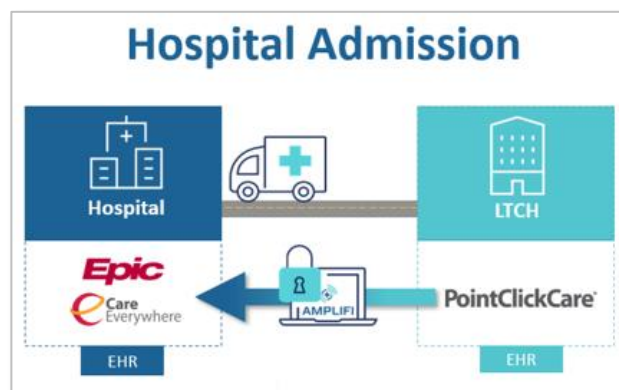 Hospital Admission
Hospital
LTCH
Epic
Care
Everywhere
AMPLIFI
PointClickCare
EHR
EHR